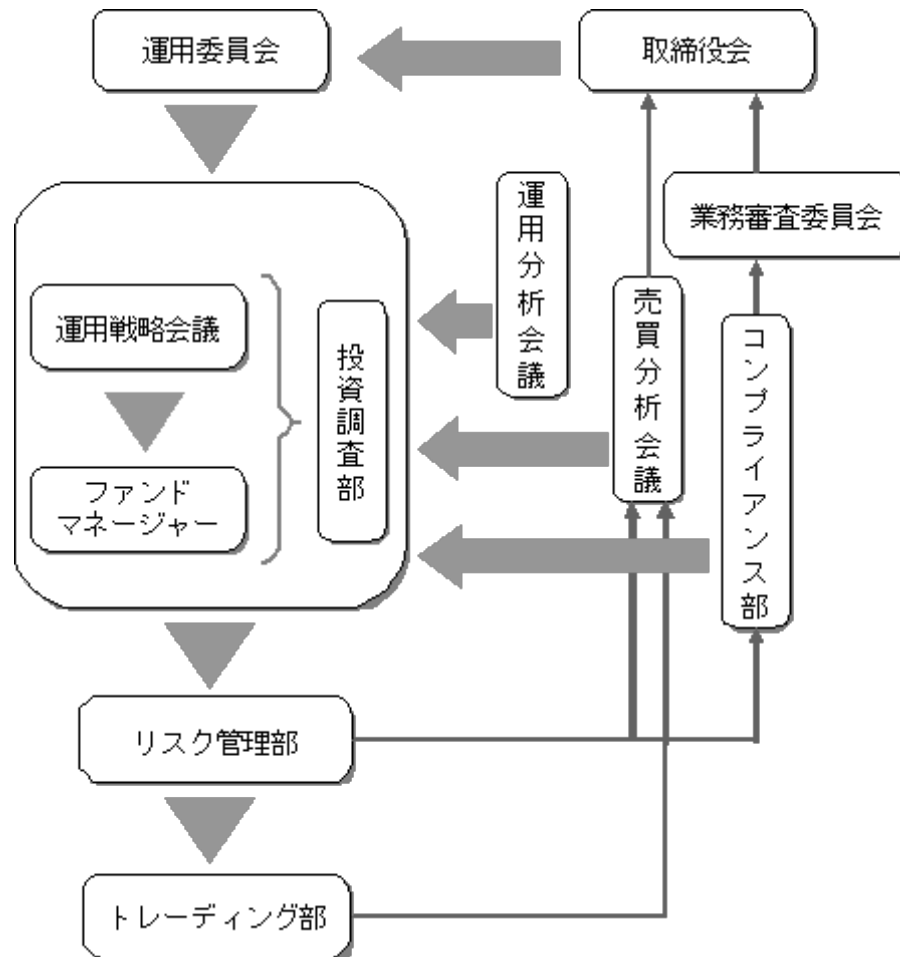 運用委員会
取締役会
運用分析会議
業務審査委員会
売買分析会議
コンプライアンス部
運用戦略会議
投資調査部
ファンド
マネージャー
リスク管理部
トレーディング部